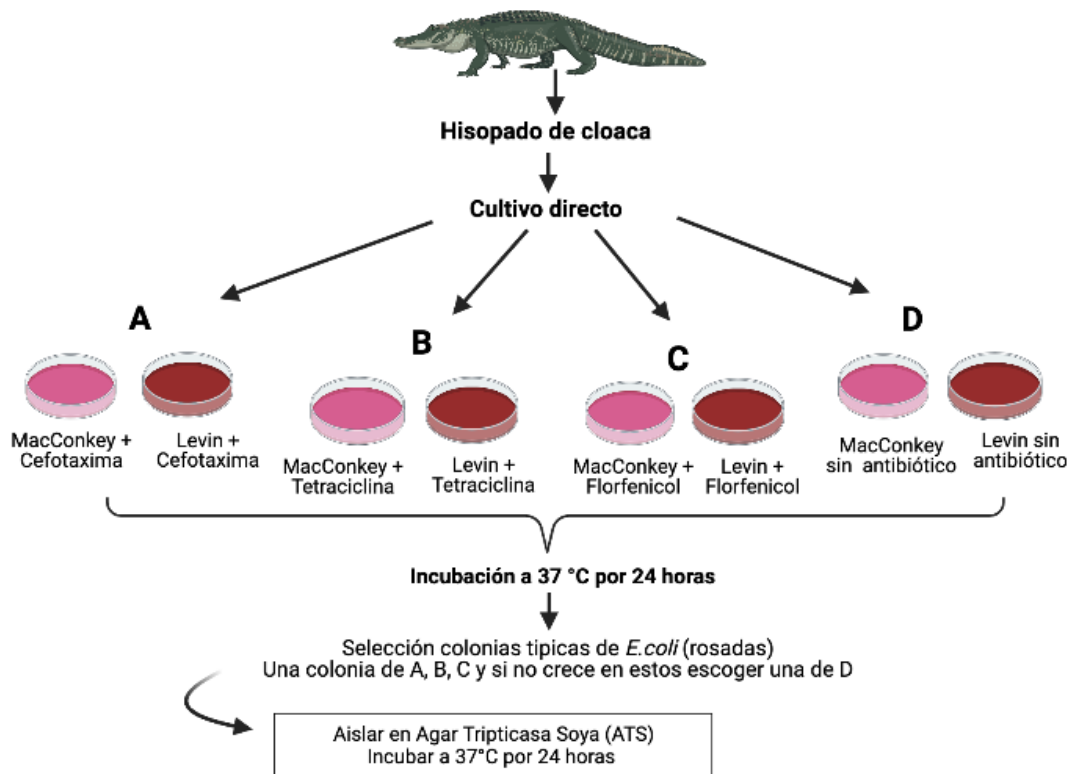 Hisopado de cloaca
Cultivo directo
A
B
C
D
MacConkey +
Cefotaxima
Levin +
Cefotaxima
MacConkey +
Tetraciclina
Levin +
Tetraciclina
MacConkey +
Florfenicol
Levin +
Florfenicol
MacConkey
sin antibiótico
Levin sin
antibiótico
Incubación a 37 °C por 24 horas
Selección colonias tipicas de E.coli (rosadas)
Una colonia de A, B, C y si no crece en estos escoger una de D
Aislar en Agar Tripticasa Soya (ATS)
Incubar a 37°C por 24 horas